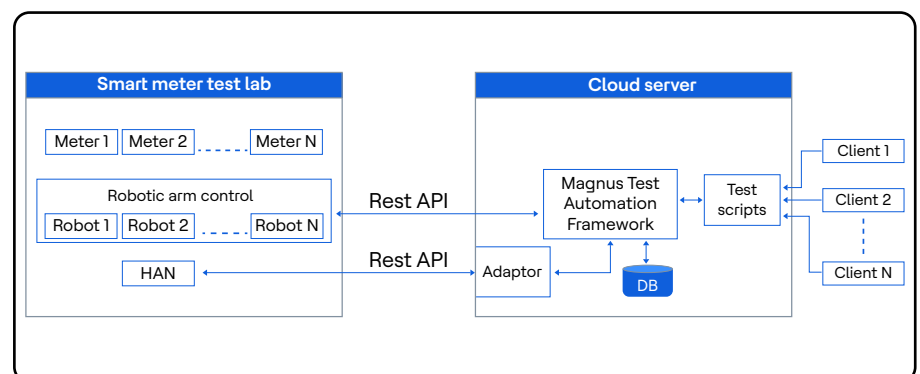 Smart meter test lab
Meter 1
Meter 2
Meter N
Robotic arm control
Robot 1
Robot 2
Robot N
HAN
Rest API
Rest API
Cloud server
Magnus Test
Automation
Framework
Test
scripts
Adaptor
DB
Client 1
Client 2
Client N